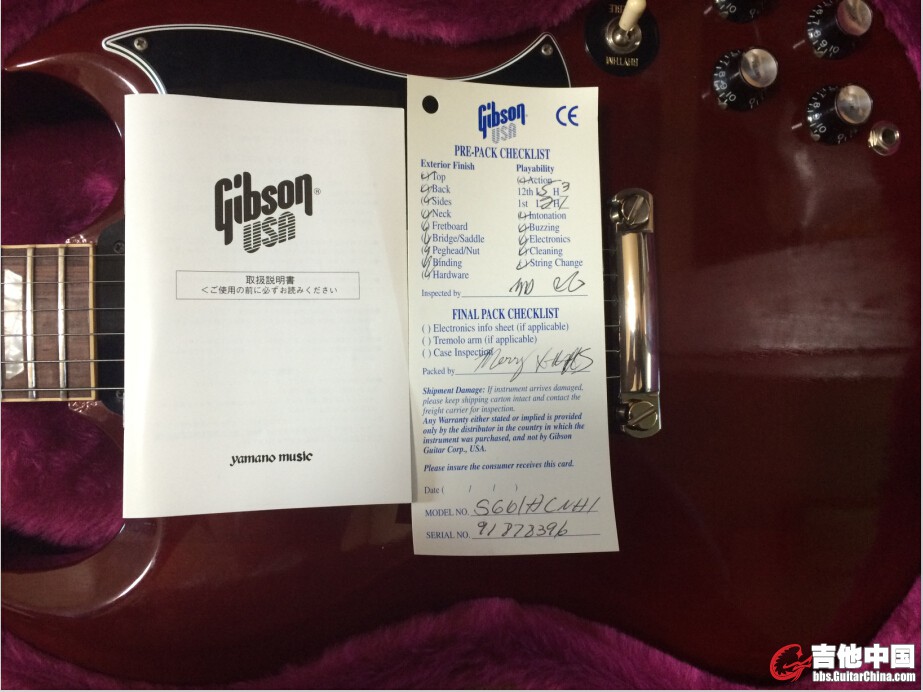 RHYTHM
Gibson®
USA
取扱説明書
＜ご使用の前に必ずお読みください
yamano music
Gibson
USA
CE
PRE-PACK CHECKLIST
Exterior Finish
( ) Top
( ) Back
( ) Sides
( ) Neck
( ) Fretboard
( ) Bridge/Saddle
( ) Peghead/Nut
( ) Binding
( ) Hardware
Playability
( ) Action
12th L5 H 3
1st L H
( ) Intonation
( ) Buzzing
( ) Electronics
( ) Cleaning
( ) String Change
Inspected by
FINAL PACK CHECKLIST
( ) Electronics info sheet (if applicable)
( ) Tremolo arm (if applicable)
( ) Case Inspection
Packed by Merry
Shipment Damage: If instrument arrives damaged,
please keep shipping carton intact and contact the
freight carrier for inspection.
Any Warranty either stated or implied is provided
only by the distributor in the country in which the
instrument was purchased, and not by Gibson
Guitar Corp., USA.
Please insure the consumer receives this card.
Date ( / / )
MODEL NO. SG61HCNH1
SERIAL NO. 91878396
吉他中国
bbs.GuitarChina.com